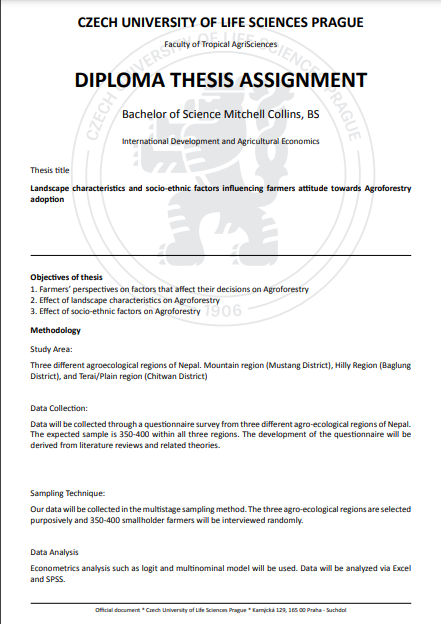 CZECH UNIVERSITY OF LIFE SCIENCES PRAGUE
Faculty of Tropical AgriSciences
DIPLOMA THESIS ASSIGNMENT
Bachelor of Science Mitchell Collins, BS
International Development and Agricultural Economics
Thesis title
Landscape characteristics and socio-ethnic factors influencing farmers attitude towards Agroforestry
adoption
Objectives of thesis
1. Farmers' perspectives on factors that affect their decisions on Agroforestry
2. Effect of landscape characteristics on Agroforestry
3. Effect of socio-ethnic factors on Agroforestry
1906
Methodology
Study Area:
Three different agroecological regions of Nepal. Mountain region (Mustang District), Hilly Region (Baglung
District), and Terai/Plain region (Chitwan District)
Data Collection:
Data will be collected through a questionnaire survey from three different agro-ecological regions of Nepal.
The expected sample is 350-400 within all three regions. The development of the questionnaire will be
derived from literature reviews and related theories.
Sampling Technique:
Our data will be collected in the multistage sampling method. The three agro-ecological regions are selected
purposively and 350-400 smallholder farmers will be interviewed randomly.
Data Analysis
Econometrics analysis such as logit and multinominal model will be used. Data will be analyzed via Excel
and SPSS.
Official document * Czech University of Life Sciences Prague * Kamýcká 129, 165 00 Praha - Suchdol